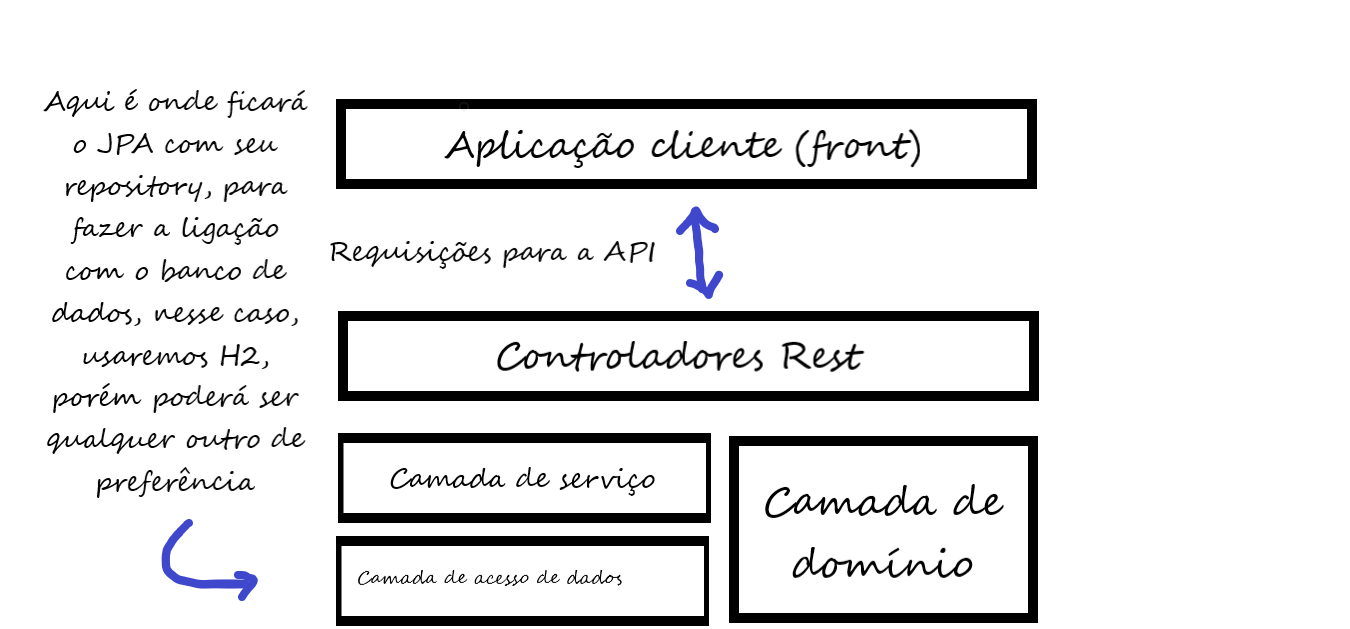 Aqui é onde ficará
o JPA com seu
repository, para
fazer a ligação
com o banco de
dados, nesse caso,
usaremos H2,
porém poderá ser
qualquer outro de
preferência
Aplicação cliente (front)
Requisições para a API
Controladores Rest
Camada de serviço
Camada de acesso de dados
Camada de
domínio